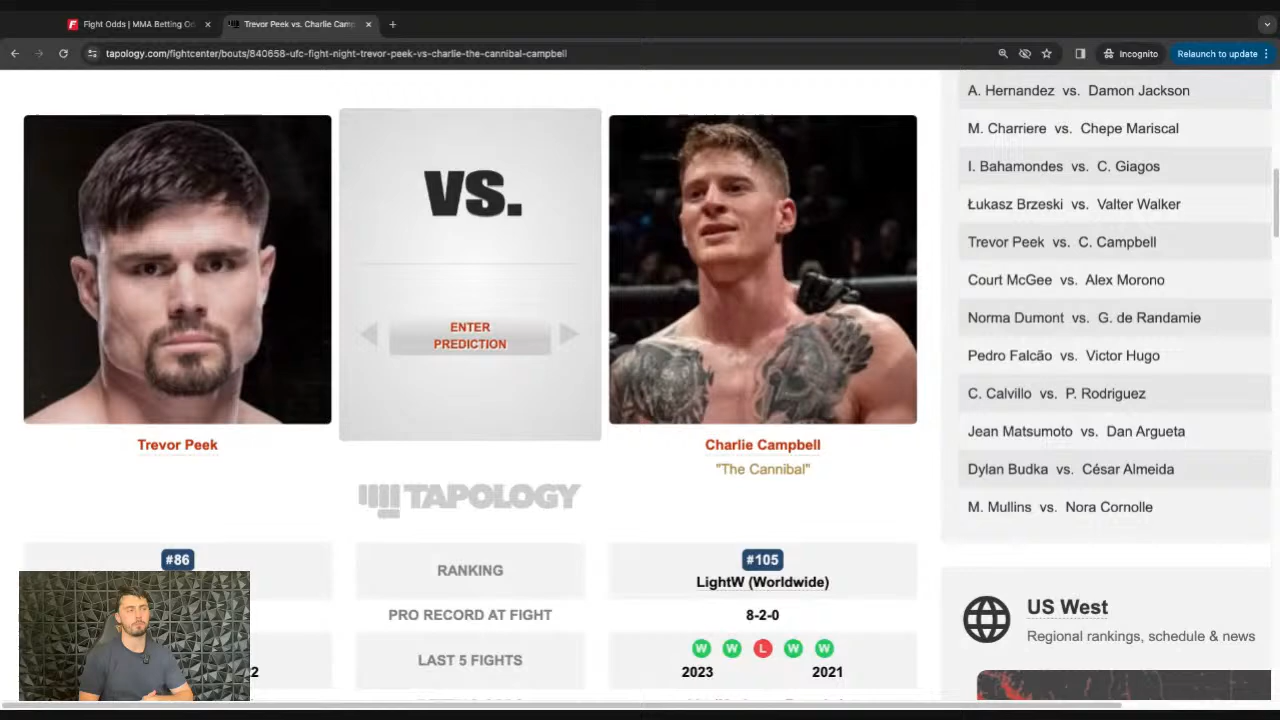 Fight Odds | MMA Betting Od
Trevor Peek vs. Charlie Camp
tapology.com/fightcenter/bouts/840658-ufc-fight-night-trevor-peek-vs-charlie-the-cannibal-campbell
Incognito
Relaunch to update
VS.
ENTER
PREDICTION
Trevor Peek
Charlie Campbell
"The Cannibal"
TAPOLOGY
#86
RANKING
#105
LightW (Worldwide)
PRO RECORD AT FIGHT
8-2-0
LAST 5 FIGHTS
W W L W W
2
2023
2021
A. Hernandez vs. Damon Jackson
M. Charriere vs. Chepe Mariscal
I. Bahamondes vs. C. Giagos
Łukasz Brzeski vs. Valter Walker
Trevor Peek vs. C. Campbell
Court McGee vs. Alex Morono
Norma Dumont vs. G. de Randamie
Pedro Falcão vs. Victor Hugo
C. Calvillo vs. P. Rodriguez
Jean Matsumoto vs. Dan Argueta
Dylan Budka vs. César Almeida
M. Mullins vs. Nora Cornolle
US West
Regional rankings, schedule & news